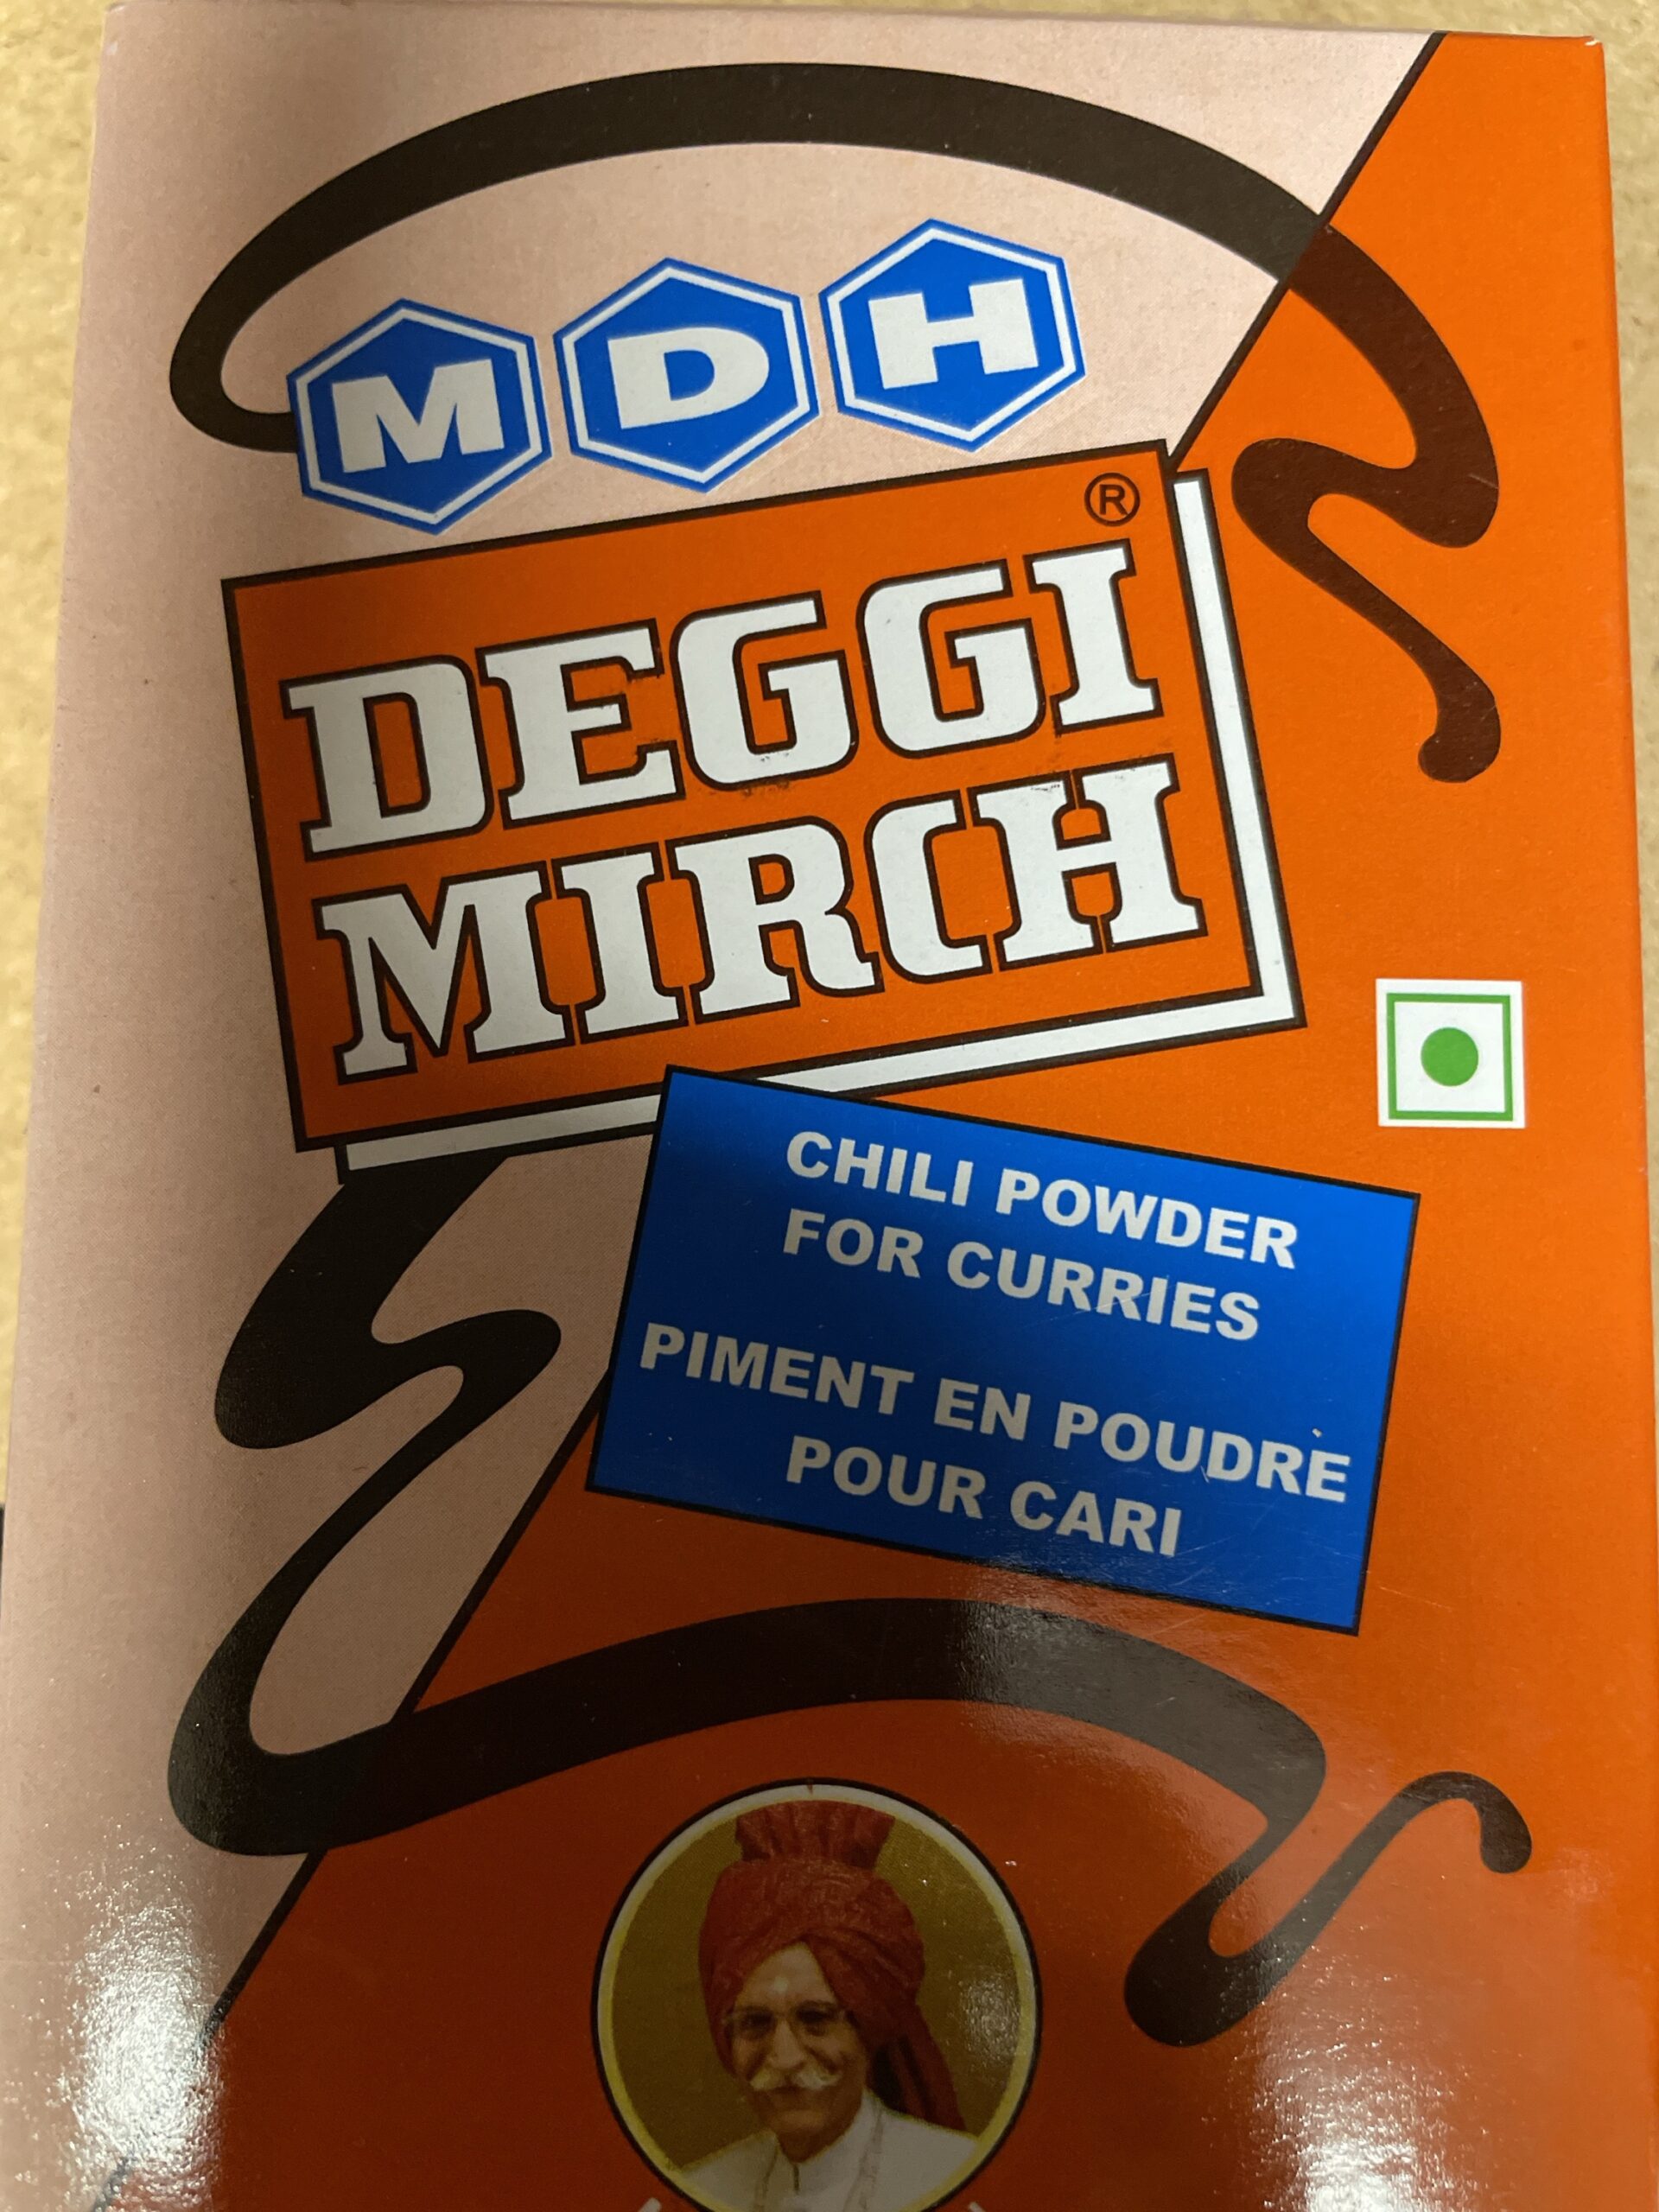 MDH
®
DEGGI
MIRCH
CHILI POWDER
FOR CURRIES
PIMENT EN POUDRE
POUR CARI